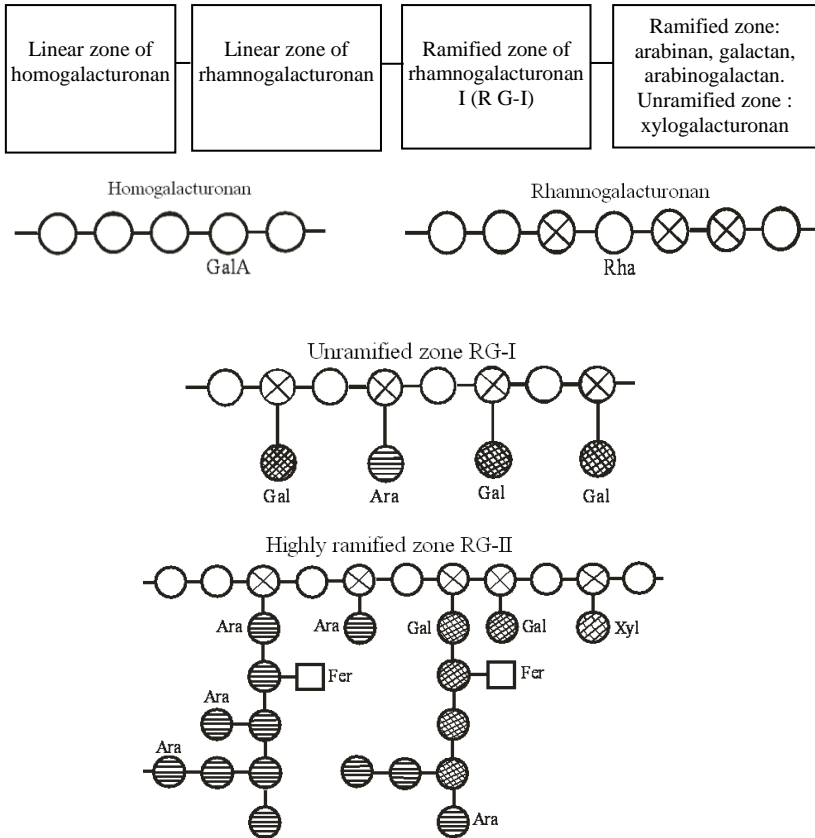 Linear zone of
homogalacturonan
Linear zone of
rhamnogalacturonan
Ramified zone of
rhamnogalacturonan
I (R G-I)
Ramified zone:
arabinan, galactan,
arabinogalactan.
Unramified zone :
xylogalacturonan
Homogalacturonan
GalA
Rhamnogalacturonan
Rha
Unramified zone RG-I
Gal
Ara
Gal
Gal
Highly ramified zone RG-II
Ara
Ara
Gal
Gal
Xyl
Fer
Fer
Ara
Ara
Ara